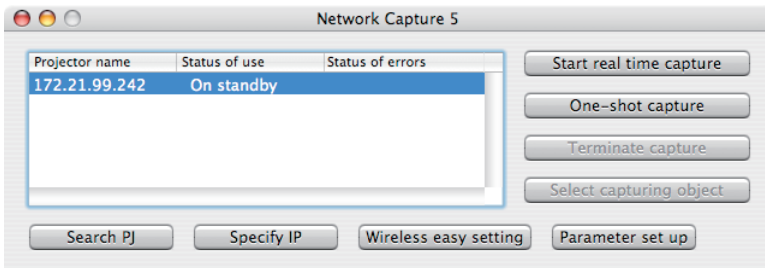 Network Capture 5
Projector name Status of use Status of errors
172.21.99.242 On standby
Start real time capture
One-shot capture
Terminate capture
Select capturing object
Search PJ Specify IP Wireless easy setting Parameter set up